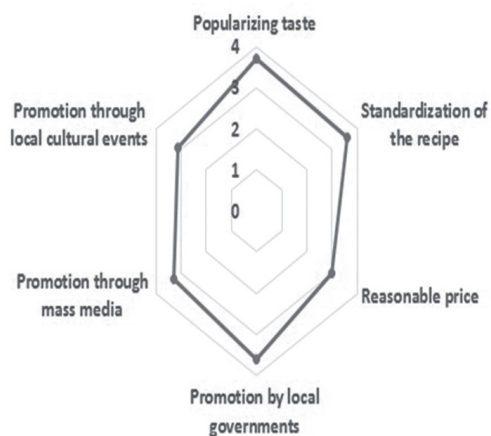 Popularizing taste
4
3
2
1
0
Standardization of
the recipe
Reasonable price
Promotion by local
governments
Promotion through
mass media
Promotion through
local cultural events